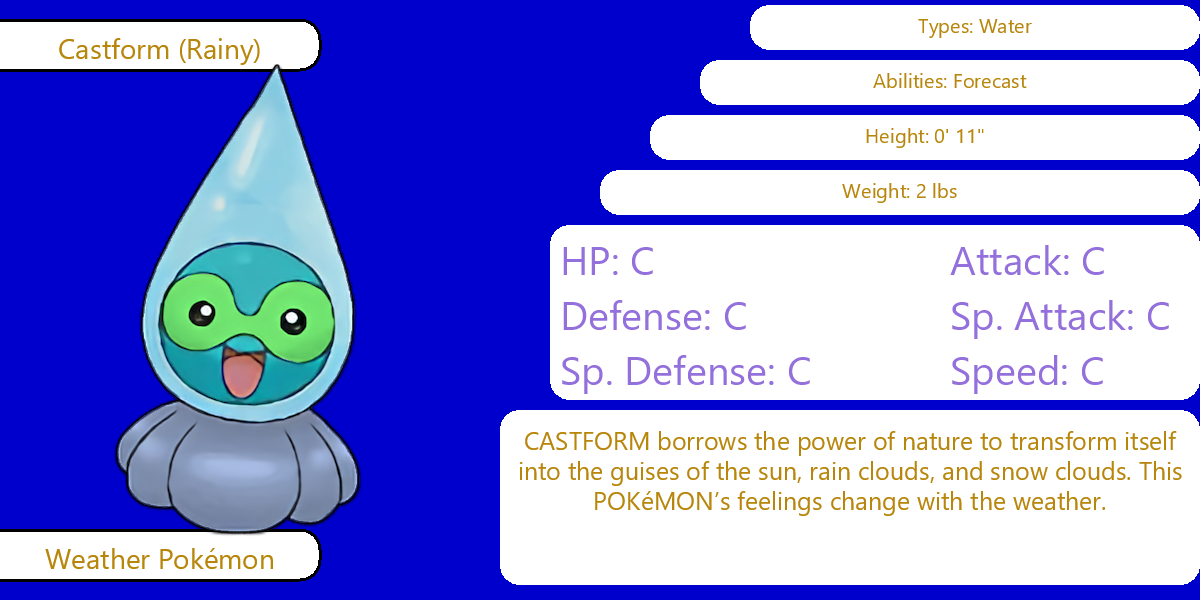 Castform (Rainy)
Types: Water
Abilities: Forecast
Height: 0' 11"
Weight: 2 lbs
HP: C
Attack: C
Defense: C
Sp. Attack: C
Sp. Defense: C
Speed: C
CASTFORM borrows the power of nature to transform itself
into the guises of the sun, rain clouds, and snow clouds. This
POKéMON’s feelings change with the weather.
Weather Pokémon